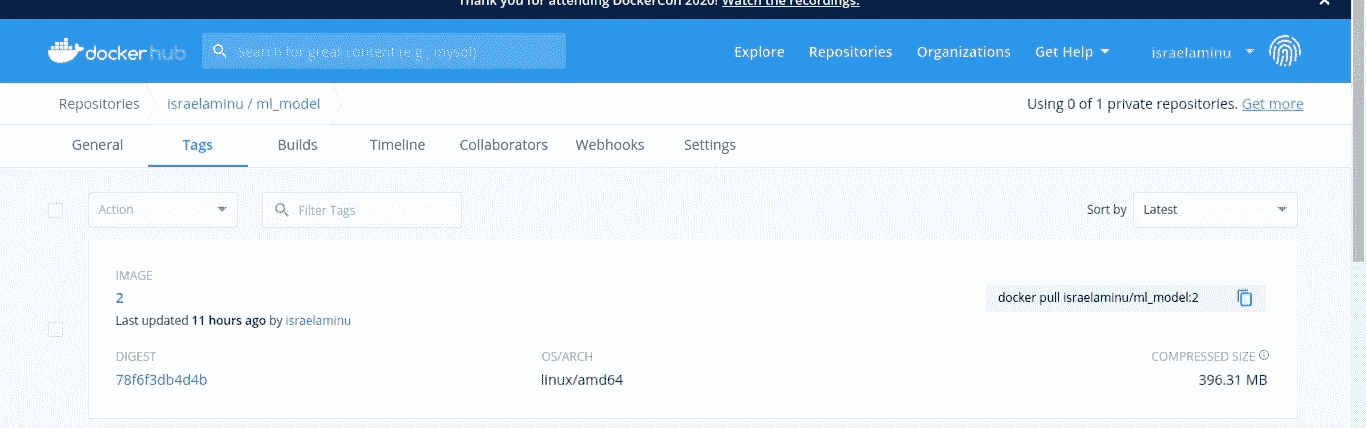 Thank you for attending DockerCon 2020! Watch the recordings.
docker hub Search for great content (e.g., mysql) Explore Repositories Organizations Get Help israelaminu
Repositories israelaminu / ml_model Using 0 of 1 private repositories. Get more
General Tags Builds Timeline Collaborators Webhooks Settings
Action Filter Tags Sort by Latest
IMAGE
2 docker pull israelaminu/ml_model:2
Last updated 11 hours ago by israelaminu
DIGEST OS/ARCH COMPRESSED SIZE
78f6f3db4d4b linux/amd64 396.31 MB